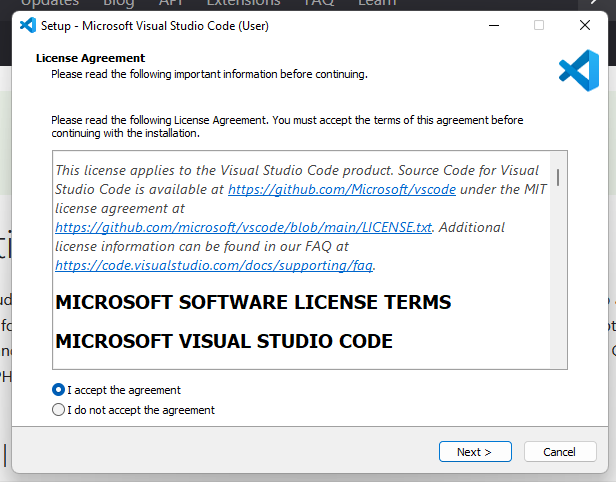 Updates Blog API Extensions FAQ Learn
Setup - Microsoft Visual Studio Code (User)
License Agreement
Please read the following important information before continuing.
Please read the following License Agreement. You must accept the terms of this agreement before
continuing with the installation.
This license applies to the Visual Studio Code product. Source Code for Visual
Studio Code is available at https://github.com/Microsoft/vscode under the MIT
license agreement at
https://github.com/microsoft/vscode/blob/main/LICENSE.txt. Additional
license information can be found in our FAQ at
https://code.visualstudio.com/docs/supporting/faq.
MICROSOFT SOFTWARE LICENSE TERMS
MICROSOFT VISUAL STUDIO CODE
I accept the agreement
I do not accept the agreement
Next >
Cancel